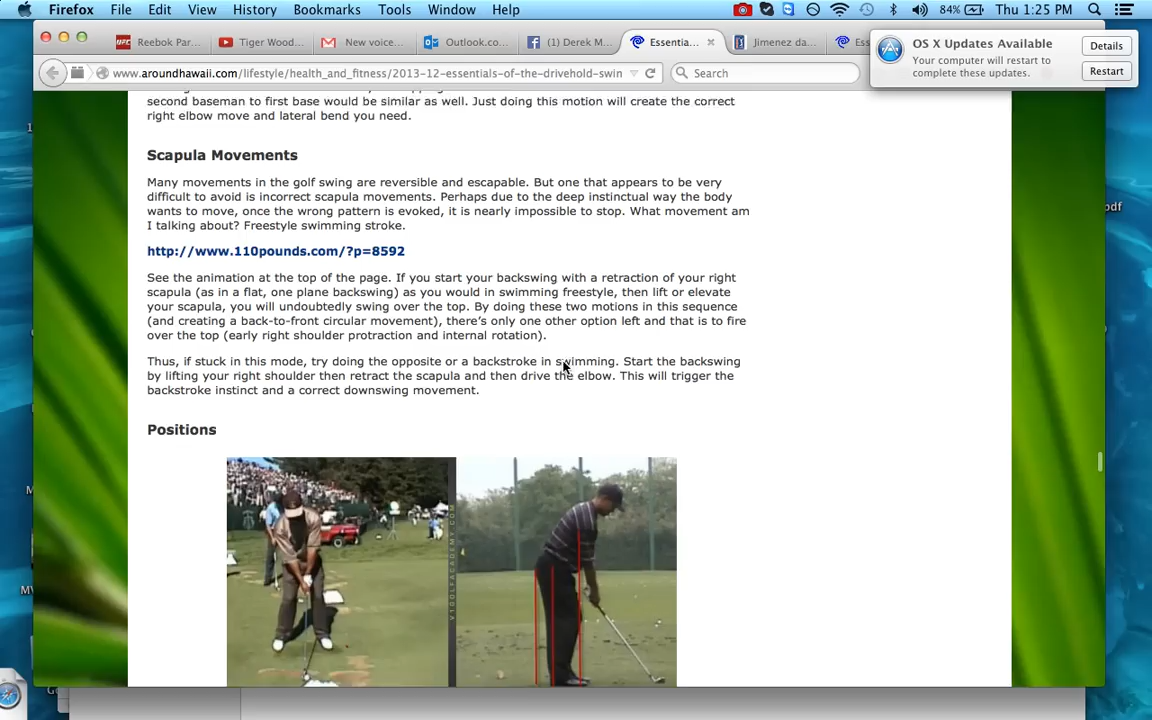 Firefox File Edit View History Bookmarks Tools Window Help 84% Thu 1:25 PM
Reebok Par... Tiger Wood... New voice... Outlook.co... (1) Derek M... Essentia... Jimenez da... Ess
OS X Updates Available
Your computer will restart to
complete these updates.
Details
Restart
www.aroundhawaii.com/lifestyle/health_and_fitness/2013-12-essentials-of-the-drivehold-swin
Search
second baseman to first base would be similar as well. Just doing this motion will create the correct
right elbow move and lateral bend you need.
Scapula Movements
Many movements in the golf swing are reversible and escapable. But one that appears to be very
difficult to avoid is incorrect scapula movements. Perhaps due to the deep instinctual way the body
wants to move, once the wrong pattern is evoked, it is nearly impossible to stop. What movement am
I talking about? Freestyle swimming stroke.
http://www.110pounds.com/?p=8592
See the animation at the top of the page. If you start your backswing with a retraction of your right
scapula (as in a flat, one plane backswing) as you would in swimming freestyle, then lift or elevate
your scapula, you will undoubtedly swing over the top. By doing these two motions in this sequence
(and creating a back-to-front circular movement), there's only one other option left and that is to fire
over the top (early right shoulder protraction and internal rotation).
Thus, if stuck in this mode, try doing the opposite or a backstroke in swimming. Start the backswing
by lifting your right shoulder then retract the scapula and then drive the elbow. This will trigger the
backstroke instinct and a correct downswing movement.
Positions
V1GOLFACADEMY.COM
pdf